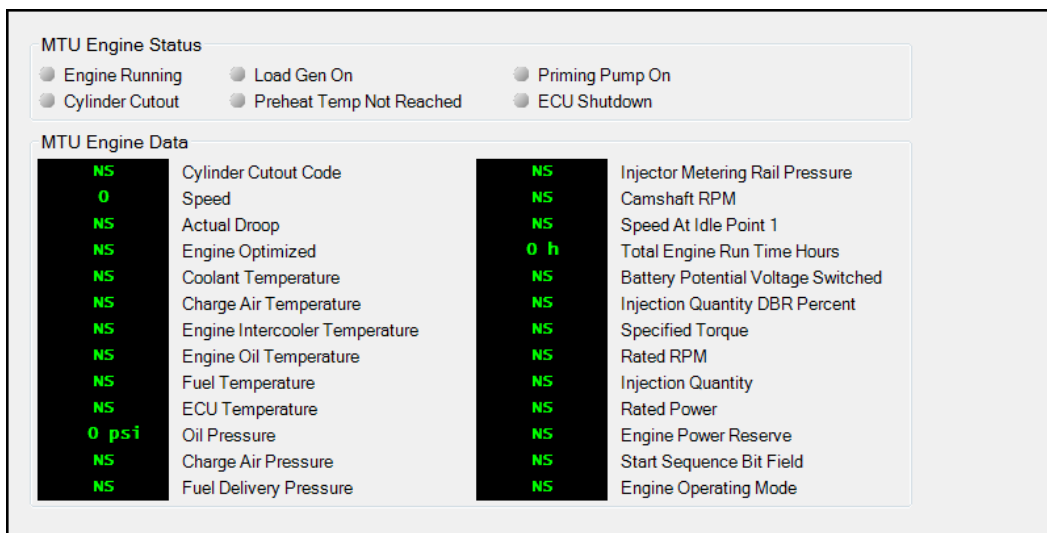 MTU Engine Status
Engine Running Load Gen On Priming Pump On
Cylinder Cutout Preheat Temp Not Reached ECU Shutdown
MTU Engine Data
NS Cylinder Cutout Code NS Injector Metering Rail Pressure
0 Speed NS Camshaft RPM
NS Actual Droop NS Speed At Idle Point 1
NS Engine Optimized 0 h Total Engine Run Time Hours
NS Coolant Temperature NS Battery Potential Voltage Switched
NS Charge Air Temperature NS Injection Quantity DBR Percent
NS Engine Intercooler Temperature NS Specified Torque
NS Engine Oil Temperature NS Rated RPM
NS Fuel Temperature NS Injection Quantity
NS ECU Temperature NS Rated Power
0 psi Oil Pressure NS Engine Power Reserve
NS Charge Air Pressure NS Start Sequence Bit Field
NS Fuel Delivery Pressure NS Engine Operating Mode